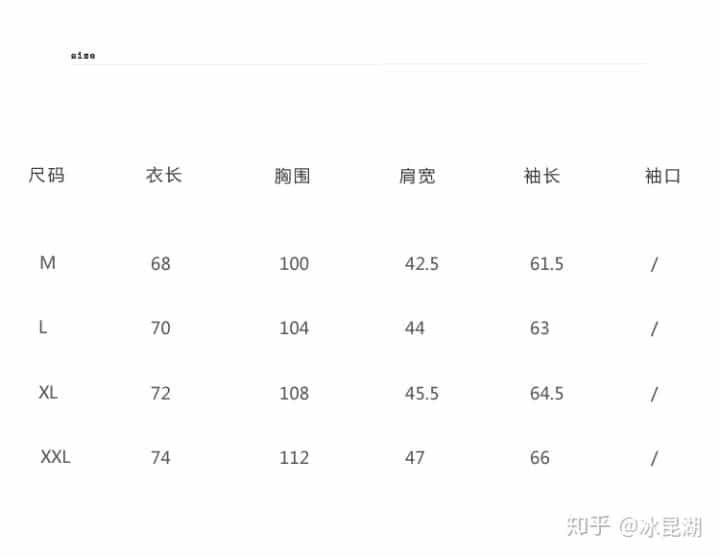 size
尺码 衣长 胸围 肩宽 袖长 袖口
M 68 100 42.5 61.5 /
L 70 104 44 63 /
XL 72 108 45.5 64.5 /
XXL 74 112 47 66 /
知乎 @冰昆湖